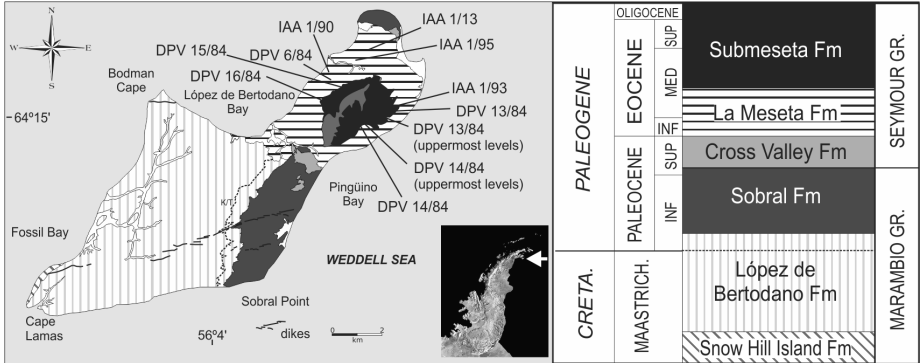 N
W
E
S
Bodman
Cape
−64º15'
Fossil Bay
Cape
Lamas
IAA 1/90
IAA 1/13
DPV 15/84
DPV 6/84
IAA 1/95
DPV 16/84
López de Bertodano
Bay
IAA 1/93
DPV 13/84
DPV 13/84
(uppermost levels)
DPV 14/84
(uppermost levels)
DPV 14/84
Pingüino
Bay
K/T
WEDDELL SEA
Sobral Point
56º4'
dikes
0 2
km
CRETA.
PALEOGENE
MAASTRICH.
PALEOCENE
EOCENE
OLIGOCENE
INF
SUP
INF
MED
SUP
Submeseta Fm
La Meseta Fm
Cross Valley Fm
Sobral Fm
López de
Bertodano Fm
Snow Hill Island Fm
SEYMOUR GR.
MARAMBIO GR.